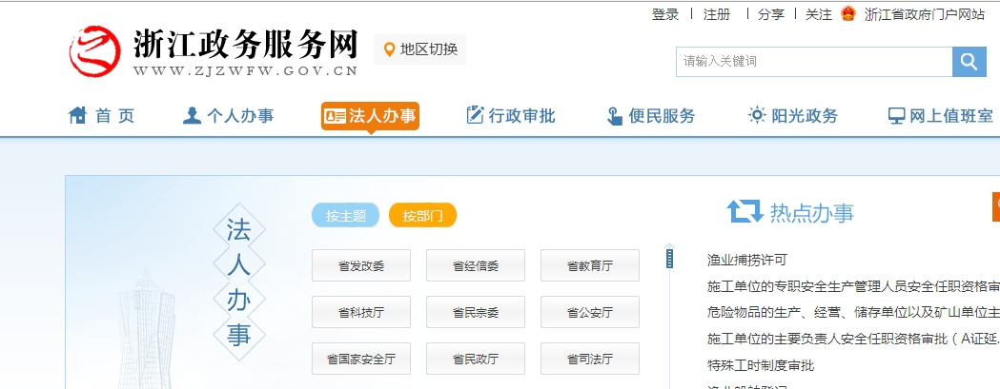 登录 | 注册 | 分享 | 关注 浙江省政府门户网站
浙江政务服务网
WWW.ZJZWFW.GOV.CN
地区切换
请输入关键词
首 页 个人办事 法人办事 行政审批 便民服务 阳光政务 网上值班室
法人办事
按主题 按部门
省发改委 省经信委 省教育厅
省科技厅 省民宗委 省公安厅
省国家安全厅 省民政厅 省司法厅
热点办事
渔业捕捞许可
施工单位的专职安全生产管理人员安全任职资格审
危险物品的生产、经营、储存单位以及矿山单位主
施工单位的主要负责人安全任职资格审批（A证延..
特殊工时制度审批